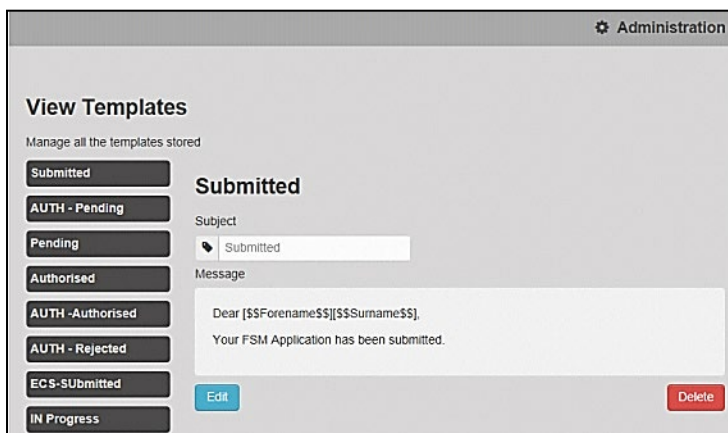 Administration
View Templates
Manage all the templates stored
Submitted
AUTH - Pending
Pending
Authorised
AUTH -Authorised
AUTH - Rejected
ECS-SUbmitted
IN Progress
Submitted
Subject
Submitted
Message
Dear [$$Forename$$][$$Surname$$],
Your FSM Application has been submitted.
Edit
Delete